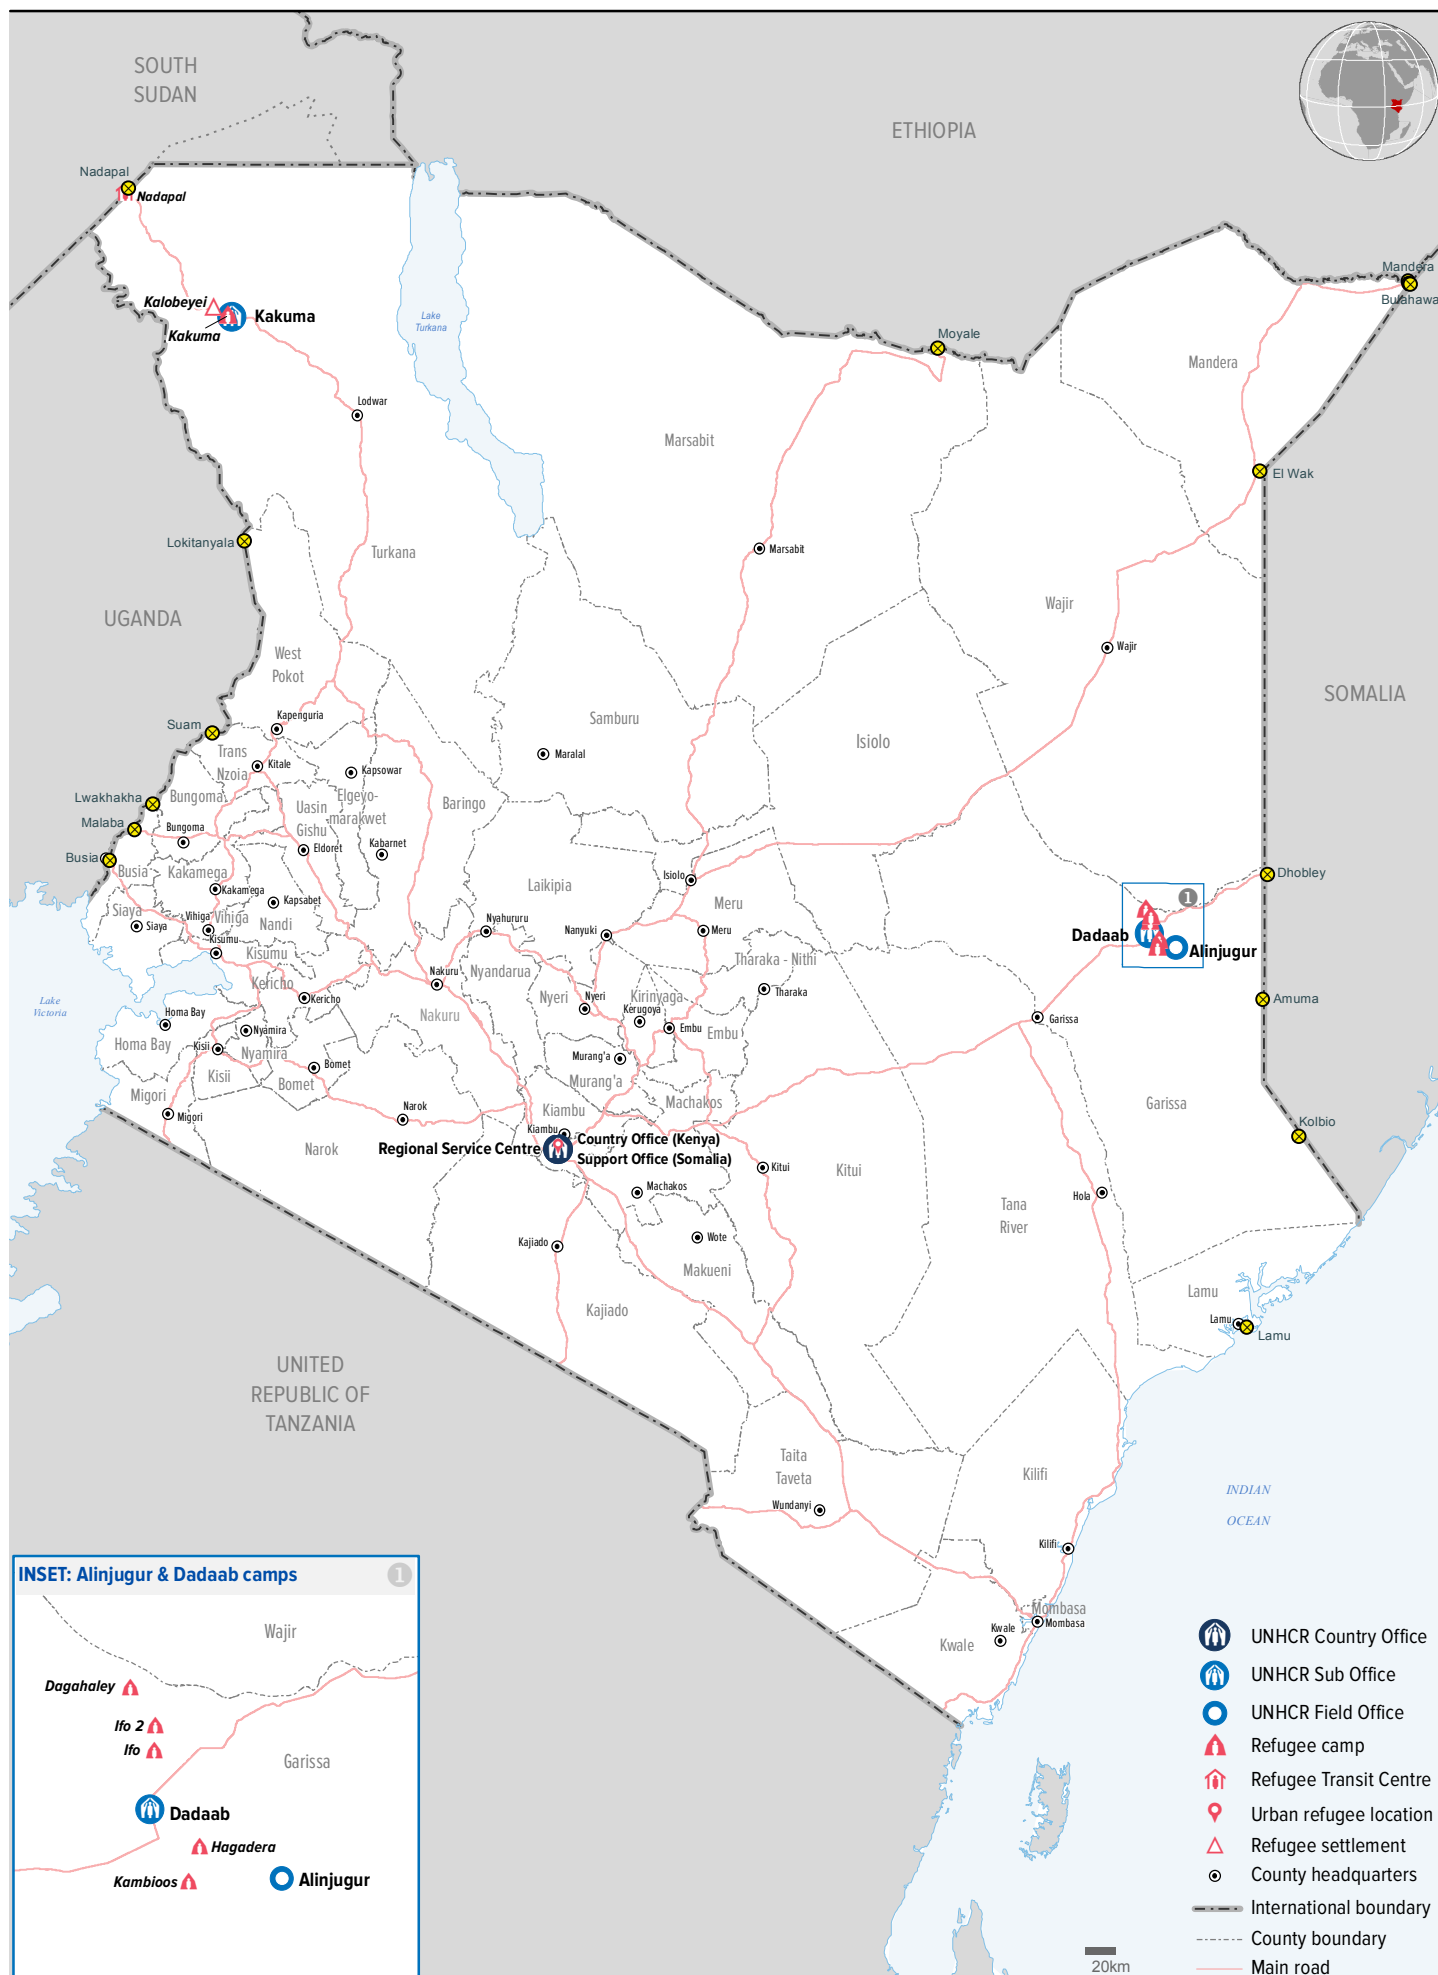 SOUTH
SUDAN
ETHIOPIA
Nadapal
Nadapal
Mandera
Bulahawa
Kalobeyei
Kakuma
Kakuma
Lake
Turkana
Moyale
Mandera
Lodwar
Marsabit
El Wak
Lokitanyala
Turkana
Marsabit
Wajir
UGANDA
Wajir
West
Pokot
SOMALIA
Suam
Kapenguria
Samburu
Isiolo
Trans
Nzoia
Kitale
Kapsowar
Maralal
Lwakhakha
Bungoma
Uasin
Gishu
Elgeyo-
marakwet
Baringo
Malaba
Bungoma
Eldoret
Kabarnet
Busia
Busia
Kakamega
Kakamega
Kapsabet
Laikipia
Isiolo
Dhobley
1
Siaya
Siaya
Vihiga
Vihiga
Nandi
Nyahururu
Nanyuki
Meru
Meru
Dadaab
Alinjugur
Kisumu
Kisumu
Kericho
Kericho
Nakuru
Nyandarua
Tharaka - Nithi
Tharaka
Lake
Victoria
Nakuru
Nyeri
Nyeri
Kirinyaga
Kerugoya
Embu
Embu
Garissa
Amuma
Homa Bay
Homa Bay
Nyamira
Nyamira
Kisii
Kisii
Bomet
Bomet
Murang'a
Murang'a
Machakos
Migori
Migori
Narok
Narok
Kiambu
Kiambu
Garissa
Kolbio
Regional Service Centre
Country Office (Kenya)
Support Office (Somalia)
Kitui
Kitui
Machakos
Hola
Tana
River
Wote
Kajiado
Makueni
Kajiado
Lamu
Lamu
Lamu
UNITED
REPUBLIC OF
TANZANIA
Taita
Taveta
Wundanyi
Kilifi
INDIAN
OCEAN
Kilifi
Mombasa
Mombasa
Kwale
Kwale
INSET: Alinjugur & Dadaab camps
1
Wajir
Dagahaley
Ifo 2
Ifo
Garissa
Dadaab
Hagadera
Kambioos
Alinjugur
UNHCR Country Office
UNHCR Sub Office
UNHCR Field Office
Refugee camp
Refugee Transit Centre
Urban refugee location
Refugee settlement
County headquarters
International boundary
County boundary
Main road
20km